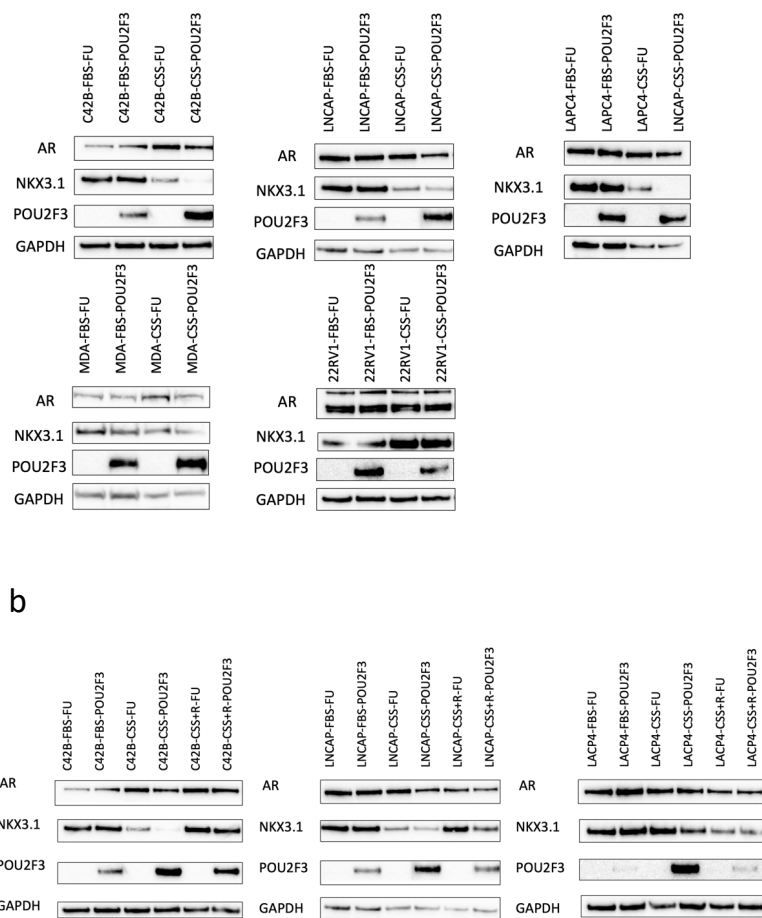 C42B-FBS-FU
C42B-FBS-POU2F3
C42B-CSS-FU
C42B-CSS-POU2F3
AR
NKX3.1
POU2F3
GAPDH
LNCAP-FBS-FU
LNCAP-FBS-POU2F3
LNCAP-CSS-FU
LNCAP-CSS-POU2F3
AR
NKX3.1
POU2F3
GAPDH
LAPC4-FBS-FU
LAPC4-FBS-POU2F3
LAPC4-CSS-FU
LNCAP-CSS-POU2F3
AR
NKX3.1
POU2F3
GAPDH
MDA-FBS-FU
MDA-FBS-POU2F3
MDA-CSS-FU
MDA-CSS-POU2F3
AR
NKX3.1
POU2F3
GAPDH
22RV1-FBS-FU
22RV1-FBS-POU2F3
22RV1-CSS-FU
22RV1-CSS-POU2F3
AR
NKX3.1
POU2F3
GAPDH
b
C42B-FBS-FU
C42B-FBS-POU2F3
C42B-CSS-FU
C42B-CSS-POU2F3
C42B-CSS+R-FU
C42B-CSS+R-POU2F3
AR
NKX3.1
POU2F3
GAPDH
LNCAP-FBS-FU
LNCAP-FBS-POU2F3
LNCAP-CSS-FU
LNCAP-CSS-POU2F3
LNCAP-CSS+R-FU
LNCAP-CSS+R-POU2F3
AR
NKX3.1
POU2F3
GAPDH
LACP4-FBS-FU
LACP4-FBS-POU2F3
LACP4-CSS-FU
LACP4-CSS-POU2F3
LACP4-CSS+R-FU
LACP4-CSS+R-POU2F3
AR
NKX3.1
POU2F3
GAPDH